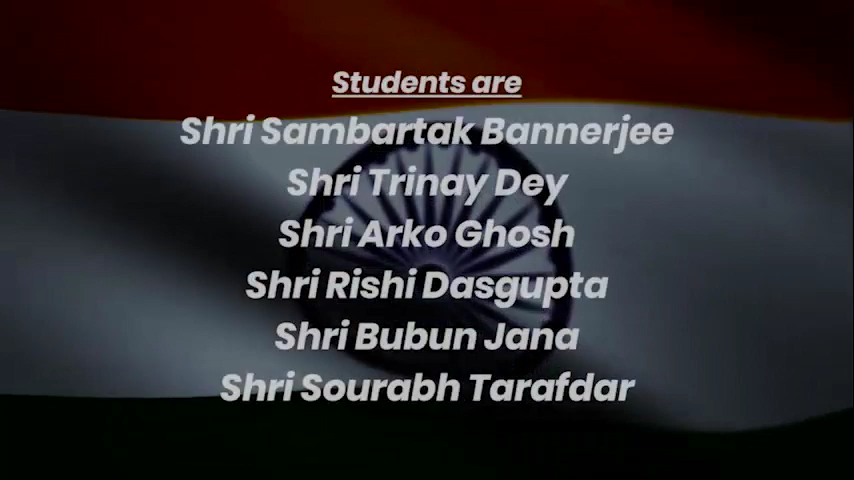 Students are
Shri Sambartak Bannerjee
Shri Trinay Dey
Shri Arko Ghosh
Shri Rishi Dasgupta
Shri Bubun Jana
Shri Sourabh Tarafdar